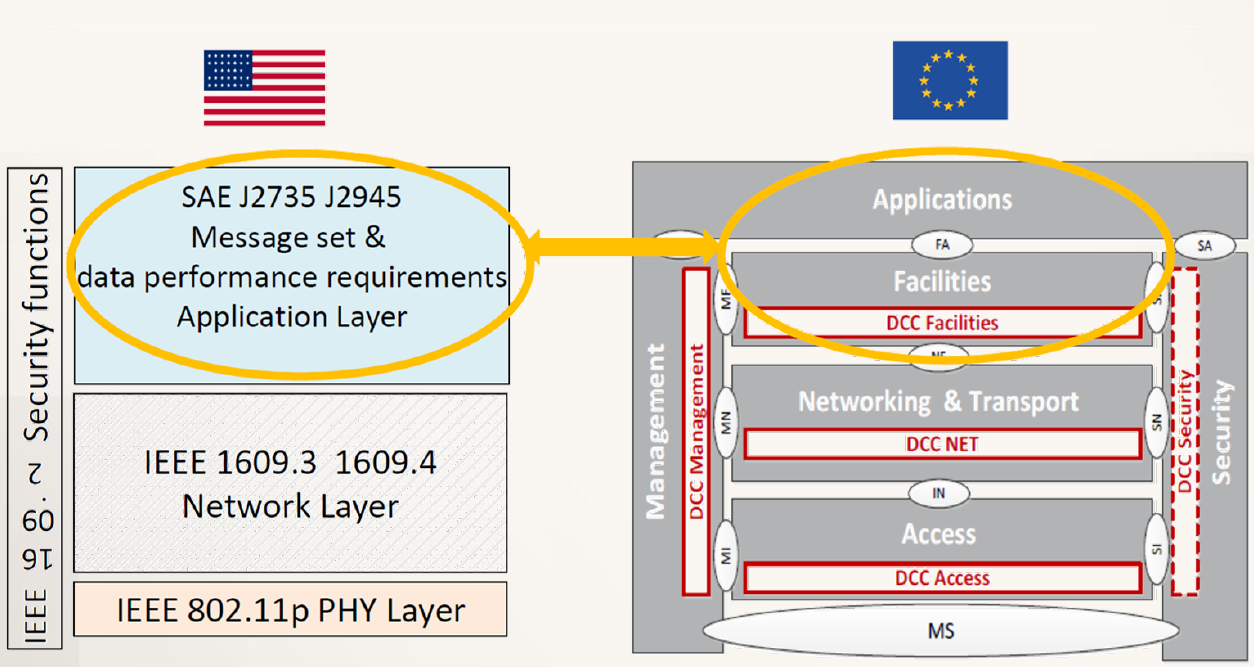 IEEE 1609.2 Security functions
SAE J2735 J2945
Message set &
data performance requirements
Application Layer
IEEE 1609.3 1609.4
Network Layer
IEEE 802.11p PHY Layer
Applications
FA
SA
Facilities
DCC Facilities
MF
NF
Management
DCC Management
Networking & Transport
DCC NET
MN
SN
DCC Security
Security
IN
Access
DCC Access
MI
SI
MS